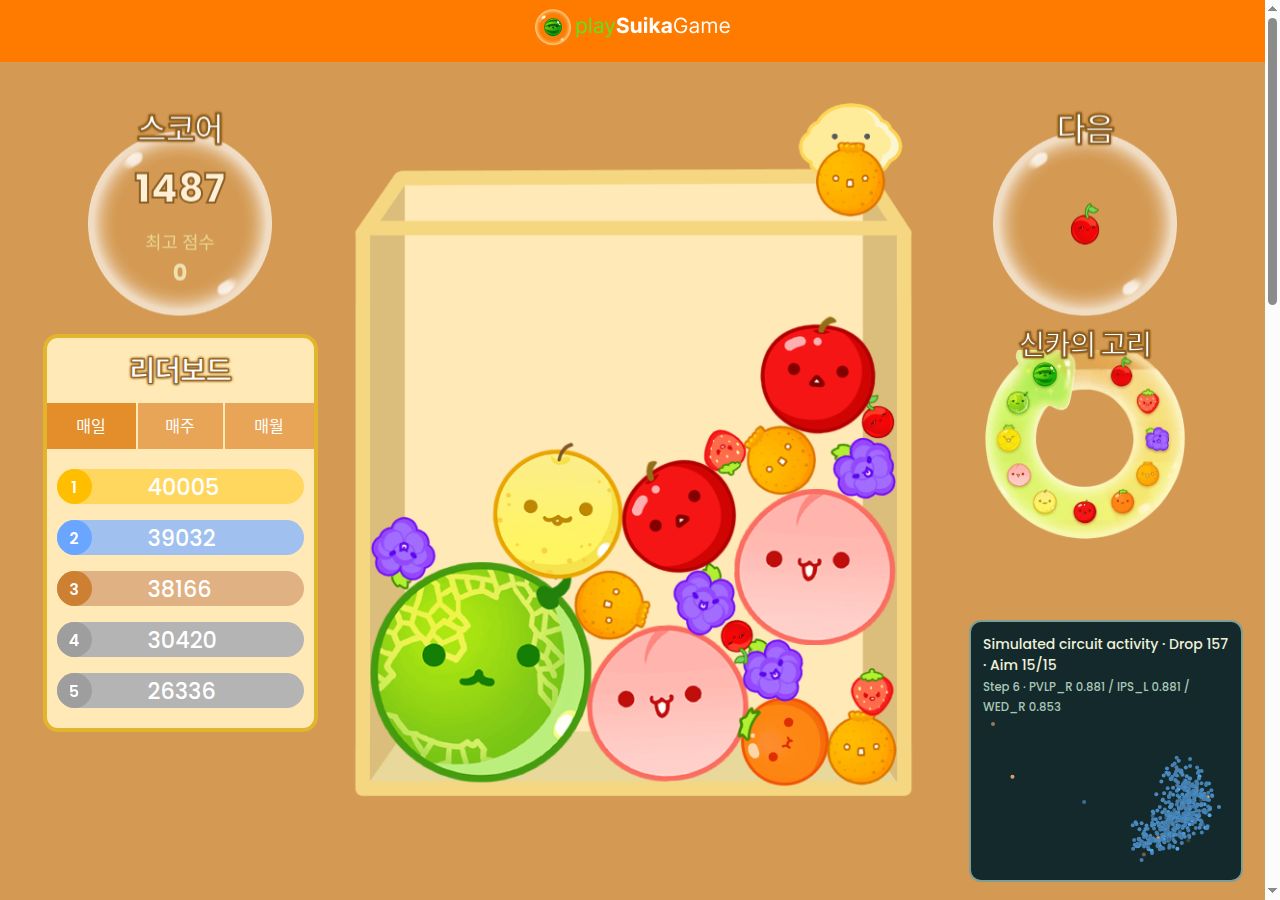 playSuikaGame
스코어
1487
최고 점수
0
리더보드
매일 매주 매월
1 40005
2 39032
3 38166
4 30420
5 26336
다음
신카의 고리
Simulated circuit activity · Drop 157
· Aim 15/15
Step 6 · PVLP_R 0.881 / IPS_L 0.881 /
WED_R 0.853